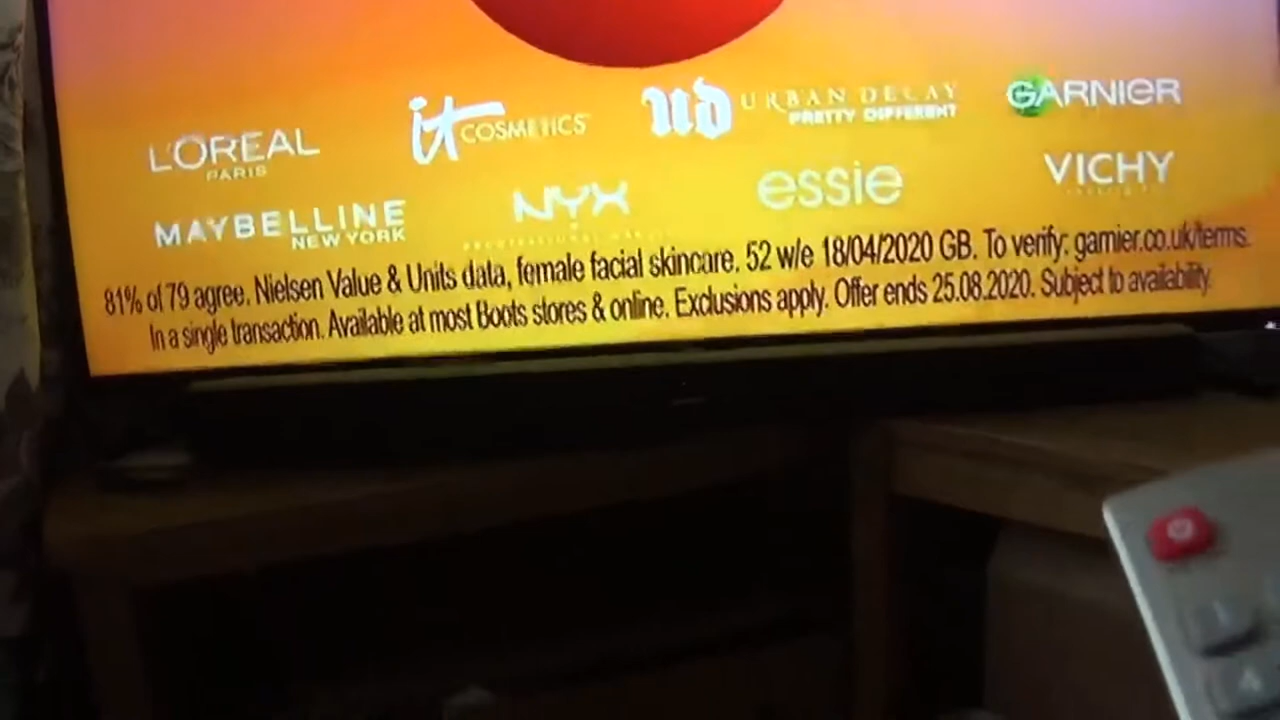 L'ORÉAL
PARIS
it COSMETICS
UD URBAN DECAY
PRETTY DIFFERENT
GARNIER
MAYBELLINE
NEW YORK
NYX
essie
VICHY
81% of 79 agree. Nielsen Value & Units data, female facial skincare. 52 w/e 18/04/2020 GB. To verify: garnier.co.uk/terms.
In a single transaction. Available at most Boots stores & online. Exclusions apply. Offer ends 25.08.2020. Subject to availability.